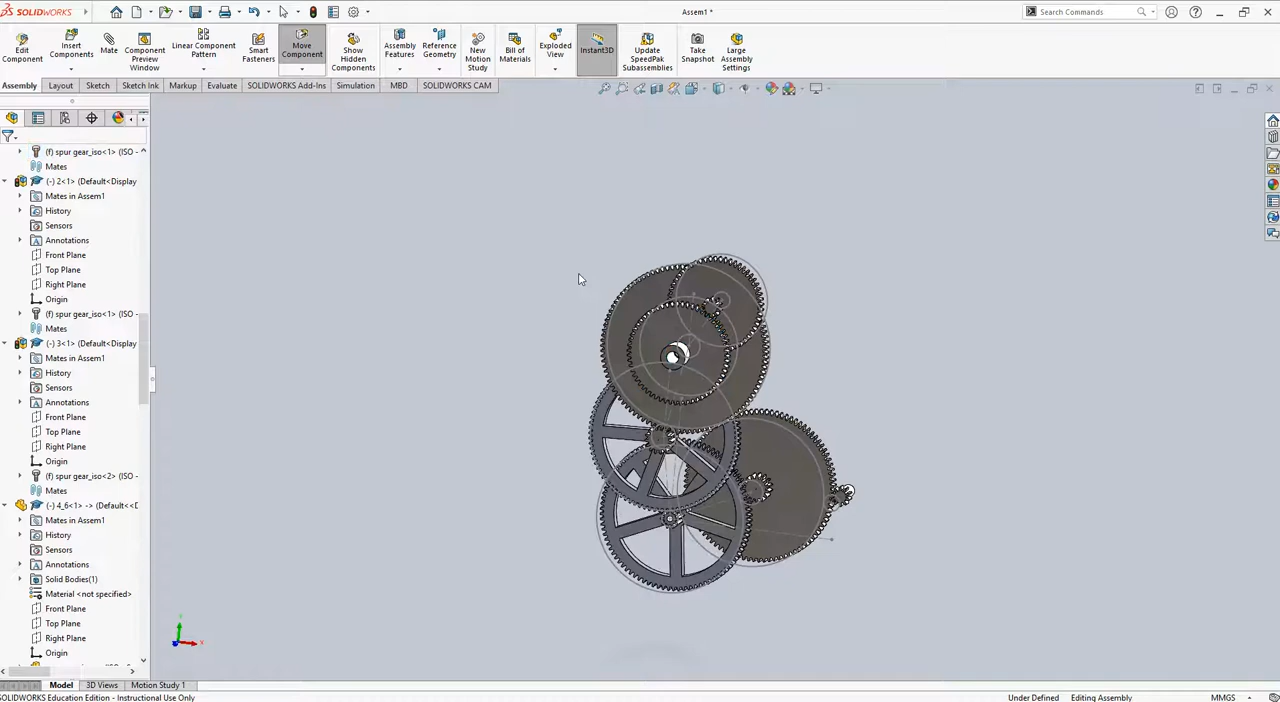 SOLIDWORKS
Assem1 *
Search Commands
Edit Component
Insert Components
Mate
Component Preview Window
Linear Component Pattern
Smart Fasteners
Move Component
Show Hidden Components
Assembly Features
Reference Geometry
New Motion Study
Bill of Materials
Exploded View
Instant3D
Update SpeedPak Subassemblies
Take Snapshot
Large Assembly Settings
Assembly
Layout
Sketch
Sketch Ink
Markup
Evaluate
SOLIDWORKS Add-Ins
Simulation
MBD
SOLIDWORKS CAM
(f) spur gear_iso<1> (ISO -
Mates
(-) 2<1> (Default<Display
Mates in Assem1
History
Sensors
Annotations
Front Plane
Top Plane
Right Plane
Origin
(f) spur gear_iso<1> (ISO -
Mates
(-) 3<1> (Default<Display
Mates in Assem1
History
Sensors
Annotations
Front Plane
Top Plane
Right Plane
Origin
(f) spur gear_iso<2> (ISO -
Mates
(-) 4_6<1> -> (Default<<D
Mates in Assem1
History
Sensors
Annotations
Solid Bodies(1)
Material <not specified>
Front Plane
Top Plane
Right Plane
Origin
Model
3D Views
Motion Study 1
SOLIDWORKS Education Edition - Instructional Use Only
Under Defined
Editing Assembly
MMGS